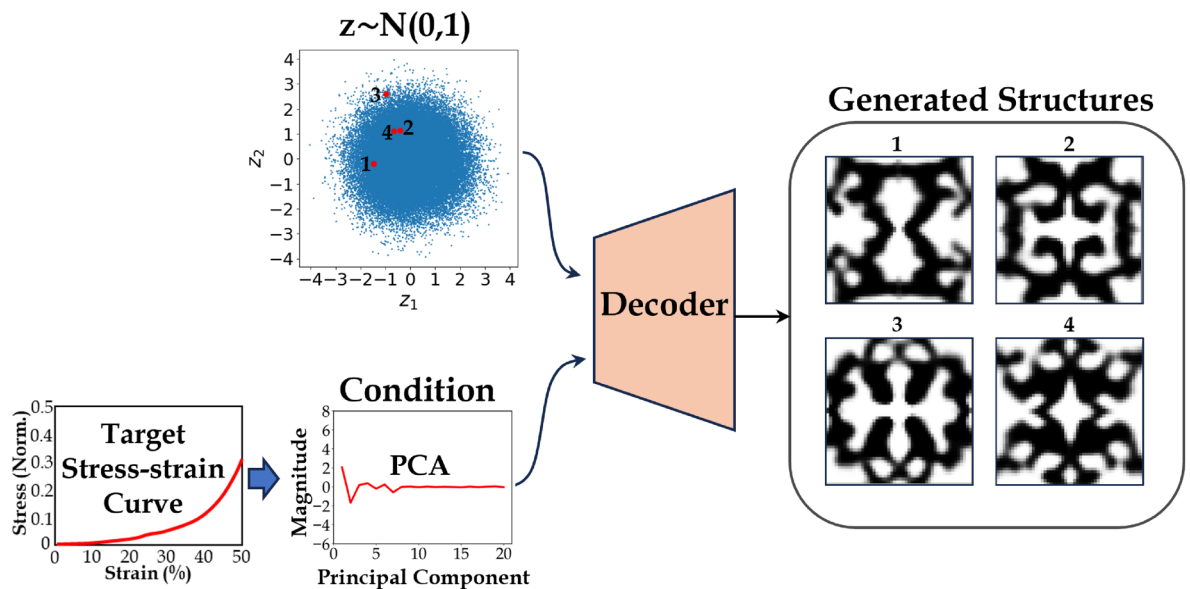 z~N(0,1)
4
3
2
1
0
−1
−2
−3
−4
z2
3
4
2
1
−4 −3 −2 −1 0 1 2 3 4
z1
Target
Stress-strain
Curve
Stress (Norm.)
0.5
0.4
0.3
0.2
0.1
0
0 10 20 30 40 50
Strain (%)
Condition
PCA
Magnitude
8
6
4
2
0
−2
−4
−6
0 5 10 15 20
Principal Component
Decoder
Generated Structures
1 2
3 4